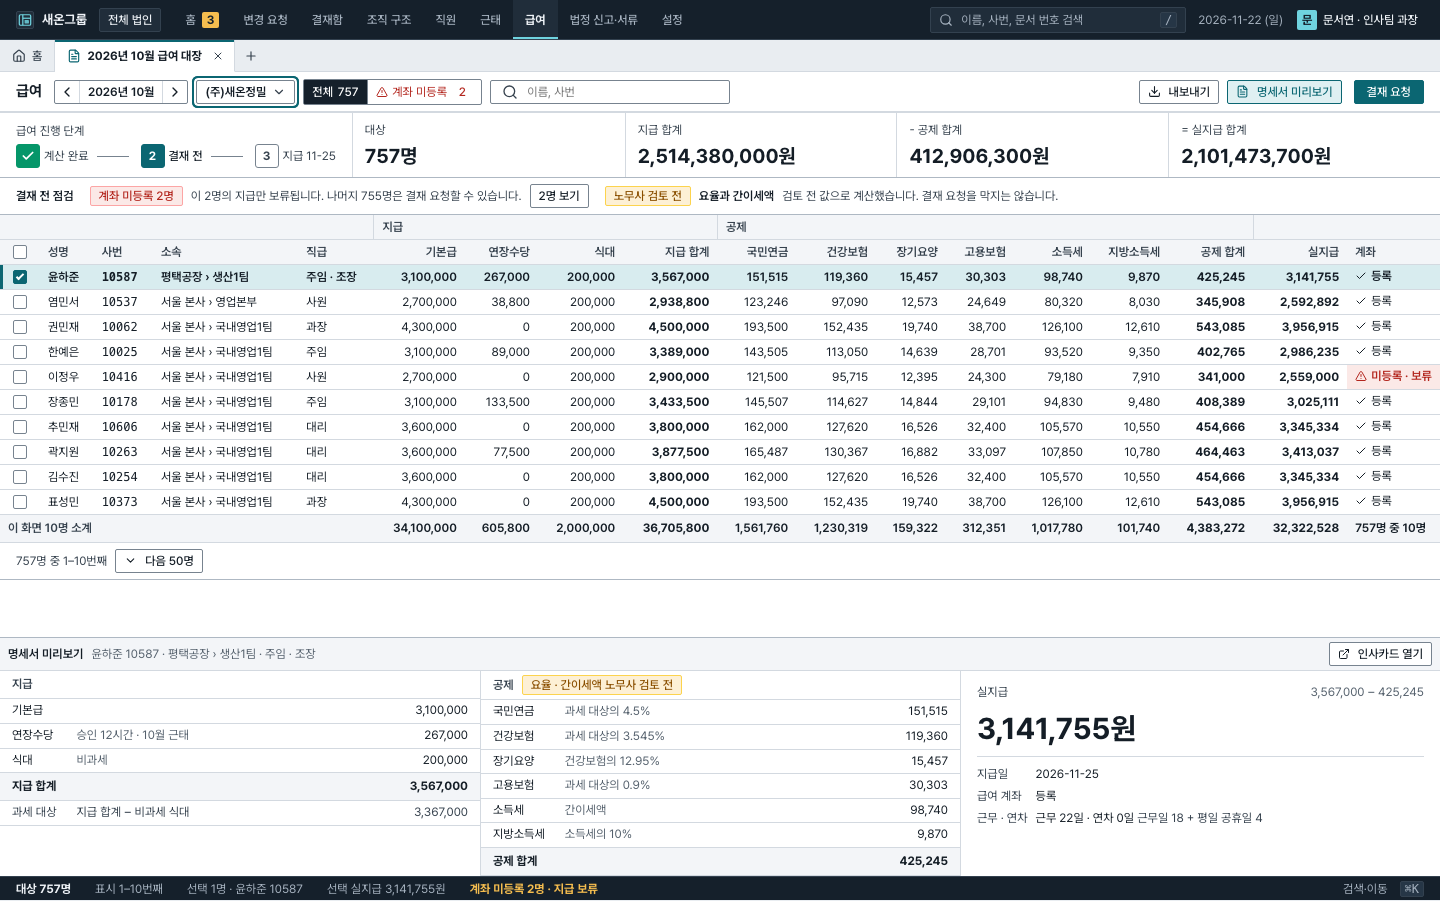 새온그룹 전체 법인 홈 3 변경 요청 결재함 조직 구조 직원 근태 급여 법정 신고·서류 설정 이름, 사번, 문서 번호 검색 / 2026-11-22 (일) 문 문서연 · 인사팀 과장
홈 2026년 10월 급여 대장
급여 2026년 10월 (주)새온정밀 전체 757 계좌 미등록 2 이름, 사번 내보내기 명세서 미리보기 결재 요청
급여 진행 단계 대상 지급 합계 - 공제 합계 = 실지급 합계
계산 완료 2 결재 전 3 지급 11-25 757명 2,514,380,000원 412,906,300원 2,101,473,700원
결재 전 점검 계좌 미등록 2명 이 2명의 지급만 보류됩니다. 나머지 755명은 결재 요청할 수 있습니다. 2명 보기 노무사 검토 전 요율과 간이세액 검토 전 값으로 계산했습니다. 결재 요청을 막지는 않습니다.
지급 공제
성명 사번 소속 직급 기본급 연장수당 식대 지급 합계 국민연금 건강보험 장기요양 고용보험 소득세 지방소득세 공제 합계 실지급 계좌
윤하준 10587 평택공장 › 생산1팀 주임 · 조장 3,100,000 267,000 200,000 3,567,000 151,515 119,360 15,457 30,303 98,740 9,870 425,245 3,141,755 등록
염민서 10537 서울 본사 › 영업본부 사원 2,700,000 38,800 200,000 2,938,800 123,246 97,090 12,573 24,649 80,320 8,030 345,908 2,592,892 등록
권민재 10062 서울 본사 › 국내영업1팀 과장 4,300,000 0 200,000 4,500,000 193,500 152,435 19,740 38,700 126,100 12,610 543,085 3,956,915 등록
한예은 10025 서울 본사 › 국내영업1팀 주임 3,100,000 89,000 200,000 3,389,000 143,505 113,050 14,639 28,701 93,520 9,350 402,765 2,986,235 등록
이정우 10416 서울 본사 › 국내영업1팀 사원 2,700,000 0 200,000 2,900,000 121,500 95,715 12,395 24,300 79,180 7,910 341,000 2,559,000 미등록 · 보류
장종민 10178 서울 본사 › 국내영업1팀 주임 3,100,000 133,500 200,000 3,433,500 145,507 114,627 14,844 29,101 94,830 9,480 408,389 3,025,111 등록
추민재 10606 서울 본사 › 국내영업1팀 대리 3,600,000 0 200,000 3,800,000 162,000 127,620 16,526 32,400 105,570 10,550 454,666 3,345,334 등록
곽지원 10263 서울 본사 › 국내영업1팀 대리 3,600,000 77,500 200,000 3,877,500 165,487 130,367 16,882 33,097 107,850 10,780 464,463 3,413,037 등록
김수진 10254 서울 본사 › 국내영업1팀 대리 3,600,000 0 200,000 3,800,000 162,000 127,620 16,526 32,400 105,570 10,550 454,666 3,345,334 등록
표성민 10373 서울 본사 › 국내영업1팀 과장 4,300,000 0 200,000 4,500,000 193,500 152,435 19,740 38,700 126,100 12,610 543,085 3,956,915 등록
이 화면 10명 소계 34,100,000 605,800 2,000,000 36,705,800 1,561,760 1,230,319 159,322 312,351 1,017,780 101,740 4,383,272 32,322,528 757명 중 10명
757명 중 1–10번째 다음 50명
명세서 미리보기 윤하준 10587 · 평택공장 › 생산1팀 · 주임 · 조장 인사카드 열기
지급
기본급 3,100,000
연장수당 승인 12시간 · 10월 근태 267,000
식대 비과세 200,000
지급 합계 3,567,000
과세 대상 지급 합계 − 비과세 식대 3,367,000
공제 요율 · 간이세액 노무사 검토 전
국민연금 과세 대상의 4.5% 151,515
건강보험 과세 대상의 3.545% 119,360
장기요양 건강보험의 12.95% 15,457
고용보험 과세 대상의 0.9% 30,303
소득세 간이세액 98,740
지방소득세 소득세의 10% 9,870
공제 합계 425,245
실지급 3,567,000 − 425,245
3,141,755원
지급일 2026-11-25
급여 계좌 등록
근무 · 연차 근무 22일 · 연차 0일 근무일 18 + 평일 공휴일 4
대상 757명 표시 1–10번째 선택 1명 · 윤하준 10587 선택 실지급 3,141,755원 계좌 미등록 2명 · 지급 보류 검색·이동 ⌘K